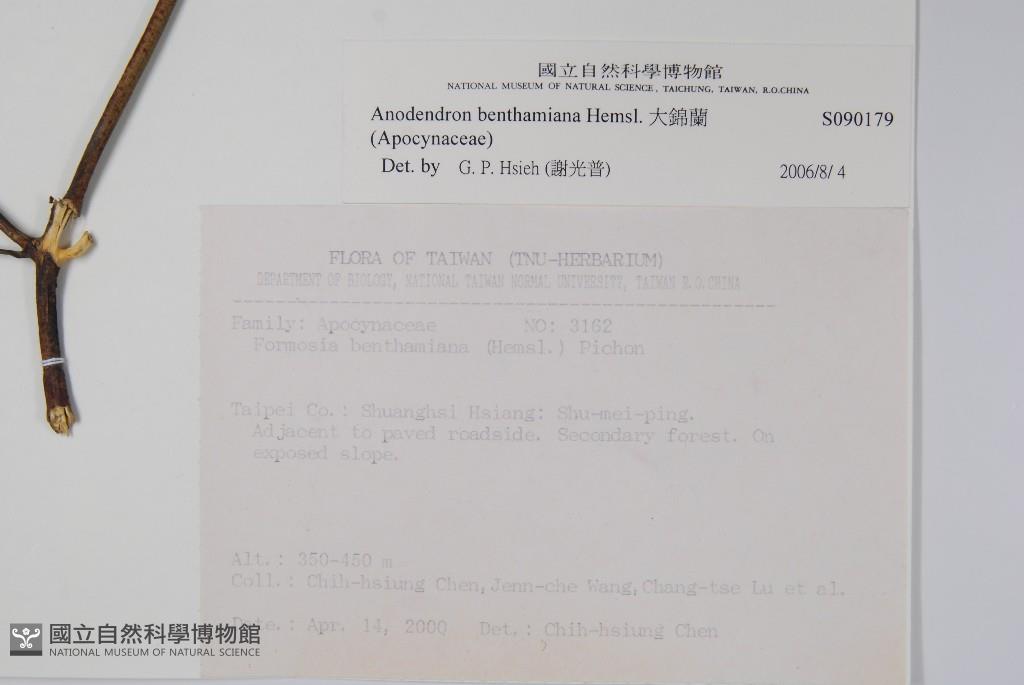 國立自然科學博物館
NATIONAL MUSEUM OF NATURAL SCIENCE, TAICHUNG, TAIWAN, R.O.CHINA
Anodendron benthamiana Hemsl. 大錦蘭 S090179
(Apocynaceae)
Det. by G. P. Hsieh (謝光普) 2006/8/ 4
FLORA OF TAIWAN (TNU-HERBARIUM)
DEPARTMENT OF BIOLOGY, NATIONAL TAIWAN NORMAL UNIVERSITY, TAIWAN R.O.CHINA
Family: Apocynaceae NO: 3162
Formosia benthamiana (Hemsl.) Pichon
Taipei Co.: Shuanghsi Hsiang: Shu-mei-ping.
Adjacent to paved roadside. Secondary forest. On
exposed slope.
Alt.: 350-450 m
Coll.: Chih-hsiung Chen, Jenn-che Wang, Chang-tse Lu et al.
Date.: Apr. 14, 2000 Det.: Chih-hsiung Chen
國立自然科學博物館
NATIONAL MUSEUM OF NATURAL SCIENCE